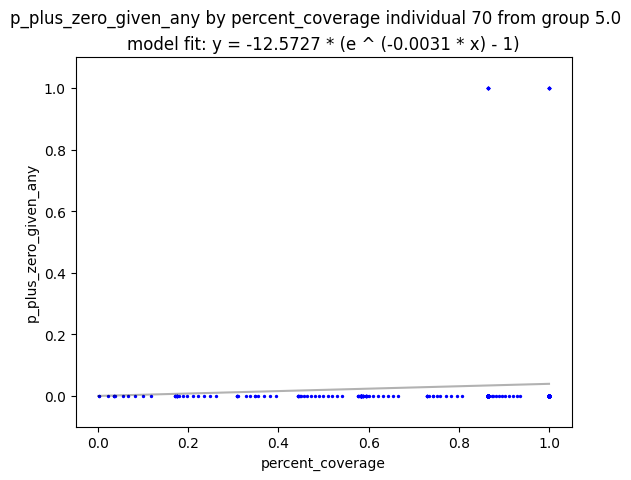 p_plus_zero_given_any by percent_coverage individual 70 from group 5.0
model fit: y = -12.5727 * (e ^ (-0.0031 * x) - 1)
1.0
0.8
0.6
0.4
0.2
0.0
p_plus_zero_given_any
0.0 0.2 0.4 0.6 0.8 1.0
percent_coverage